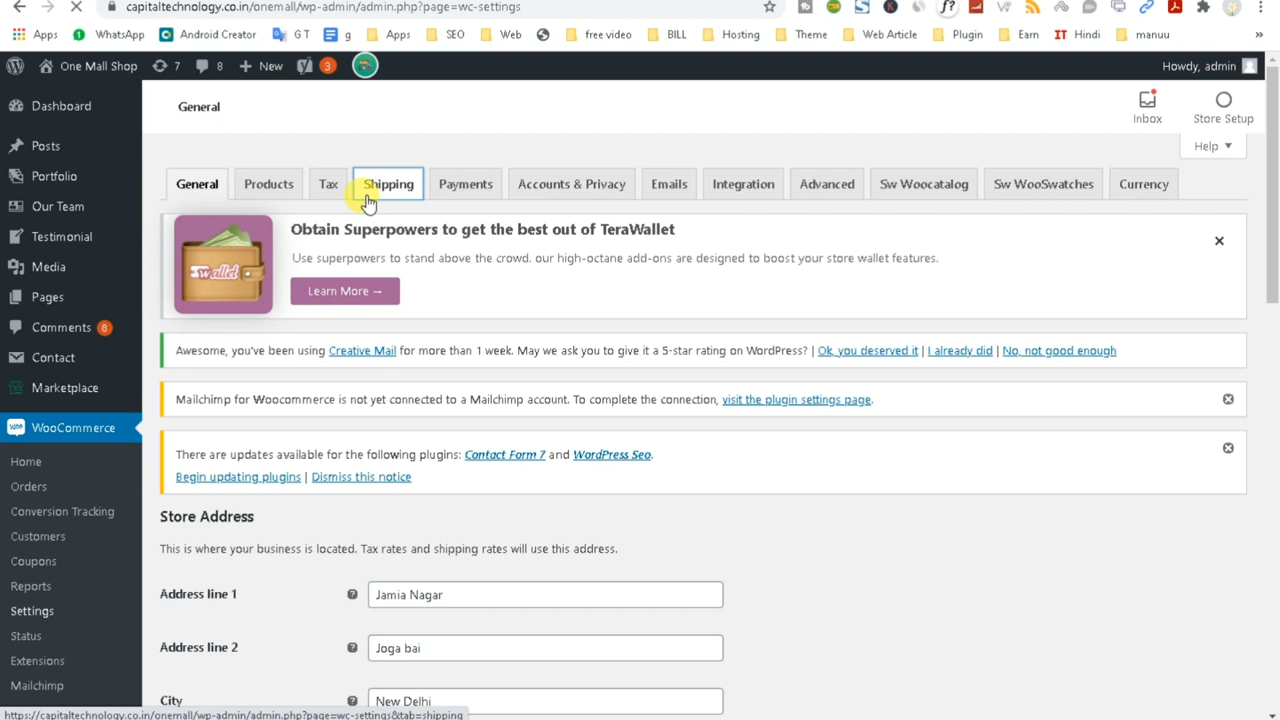 capitaltechnology.co.in/onemall/wp-admin/admin.php?page=wc-settings
Apps WhatsApp Android Creator G T g Apps SEO Web free video BILL Hosting Theme Web Article Plugin Earn IT Hindi manuu »
One Mall Shop 7 8 + New 3 Howdy, admin
Dashboard
Posts
Portfolio
Our Team
Testimonial
Media
Pages
Comments 8
Contact
Marketplace
WooCommerce
Home
Orders
Conversion Tracking
Customers
Coupons
Reports
Settings
Status
Extensions
Mailchimp
General
Inbox
Store Setup
Help ▼
General Products Tax Shipping Payments Accounts & Privacy Emails Integration Advanced Sw Woocatalog Sw WooSwatches Currency
wallet
Obtain Superpowers to get the best out of TeraWallet
Use superpowers to stand above the crowd. our high-octane add-ons are designed to boost your store wallet features.
Learn More →
Awesome, you've been using Creative Mail for more than 1 week. May we ask you to give it a 5-star rating on WordPress? | Ok, you deserved it | I already did | No, not good enough
Mailchimp for Woocommerce is not yet connected to a Mailchimp account. To complete the connection, visit the plugin settings page.
There are updates available for the following plugins: Contact Form 7 and WordPress Seo.
Begin updating plugins | Dismiss this notice
Store Address
This is where your business is located. Tax rates and shipping rates will use this address.
Address line 1 Jamia Nagar
Address line 2 Joga bai
City New Delhi
https://capitaltechnology.co.in/onemall/wp-admin/admin.php?page=wc-settings&tab=shipping